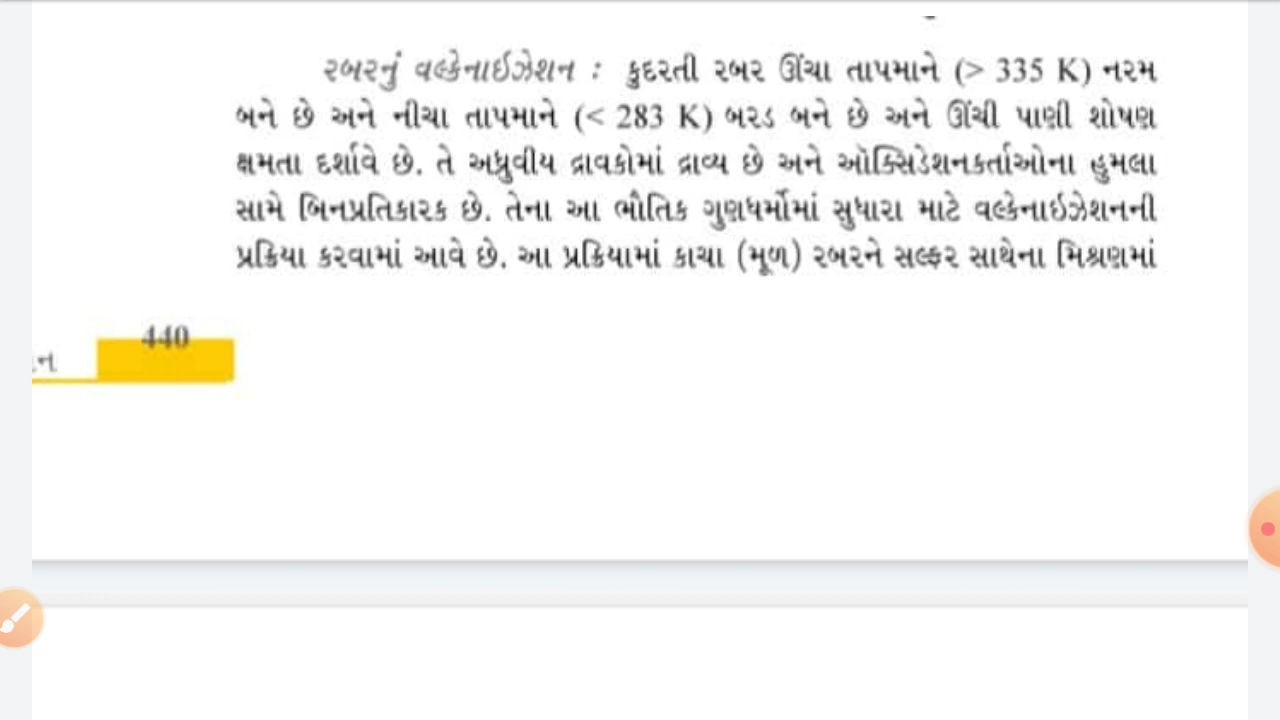 રબરનું વલ્કેનાઈઝેશન : કુદરતી રબર ઊંચા તાપમાને (> 335 K) નરમ
બને છે અને નીચા તાપમાને (< 283 K) બરડ બને છે અને ઊંચી પાણી શોષણ
ક્ષમતા દર્શાવે છે. તે અધ્રુવીય દ્રાવકોમાં દ્રાવ્ય છે અને ઑક્સિડેશનકર્તાઓના હુમલા
સામે બિનપ્રતિકારક છે. તેના આ ભૌતિક ગુણધર્મોમાં સુધારા માટે વલ્કેનાઇઝેશનની
પ્રક્રિયા કરવામાં આવે છે. આ પ્રક્રિયામાં કાચા (મૂળ) રબરને સલ્ફર સાથેના મિશ્રણમાં
440